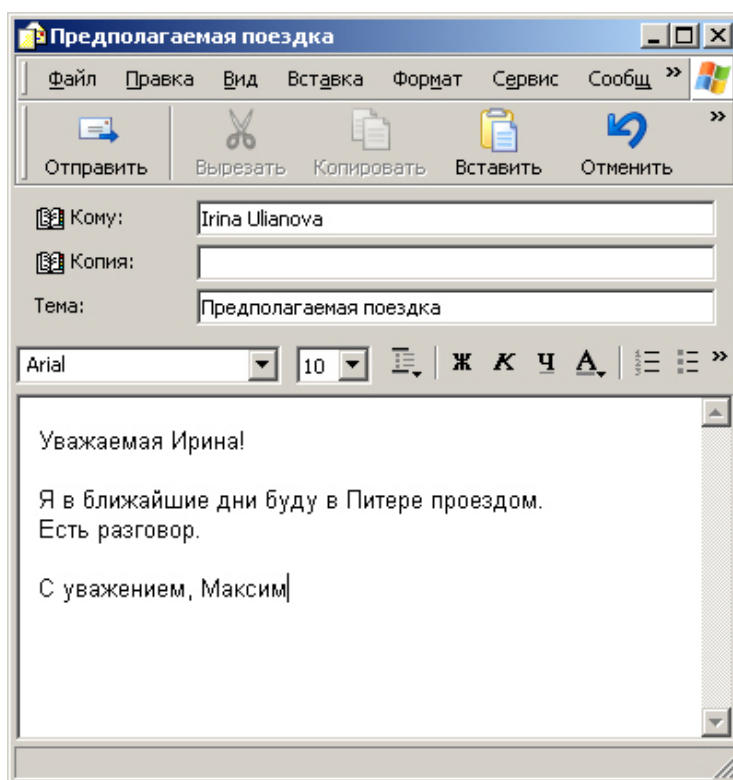 Предполагаемая поездка
Файл Правка Вид Вставка Формат Сервис Сообщ »
Отправить Вырезать Копировать Вставить Отменить »
Кому: Irina Ulianova
Копия:
Тема: Предполагаемая поездка
Arial 10 Ж К Ч А »
Уважаемая Ирина!
Я в ближайшие дни буду в Питере проездом.
Есть разговор.
С уважением, Максим